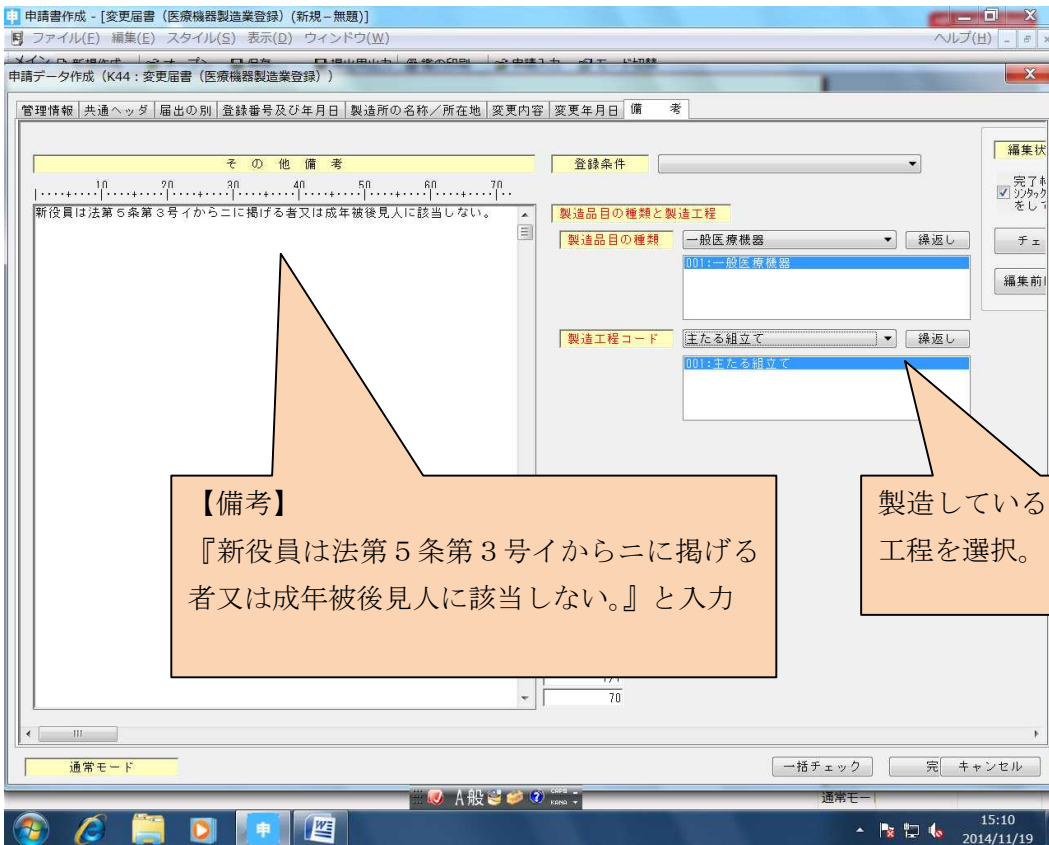 申請書作成 - [変更届書（医療機器製造業登録）(新規－無題)]
ファイル(F) 編集(E) スタイル(S) 表示(D) ウィンドウ(W) ヘルプ(H)
申請データ作成（K44：変更届書（医療機器製造業登録））
管理情報 共通ヘッダ 届出の別 登録番号及び年月日 製造所の名称／所在地 変更内容 変更年月日 備 考
その他備考
10 20 30 40 50 60 70
新役員は法第５条第３号イからニに掲げる者又は成年被後見人に該当しない。
登録条件
製造品目の種類と製造工程
製造品目の種類 一般医療機器 繰返し
001:一般医療機器
製造工程コード 主たる組立て 繰返し
001:主たる組立て
編集状
をして
チェ
編集前
【備考】
『新役員は法第５条第３号イからニに掲げる
者又は成年被後見人に該当しない。』と入力
製造している
工程を選択。
70
通常モード
一括チェック 完 キャンセル
A 般 CAPS KANA
通常モー
15:10
2014/11/19